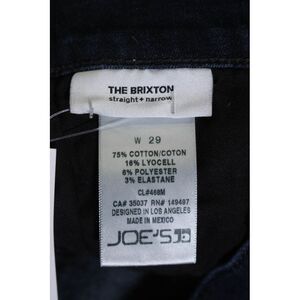 THE BRIXTON
straight + narrow
W 29
75% COTTON/COTON
16% LYOCELL
6% POLYESTER
3% ELASTANE
CL#468M
CA# 35037 RN# 149487
DESIGNED IN LOS ANGELES
MADE IN MEXICO
JOE'S